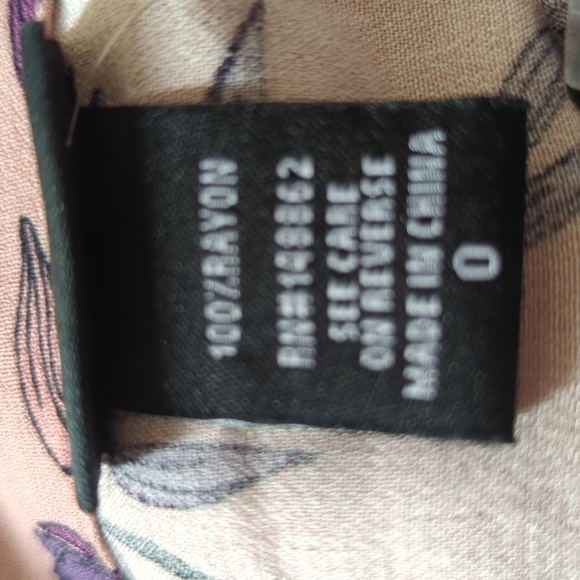 100%RAYON
RN#149862
SEE CARE
ON REVERSE
MADE IN CHINA
0